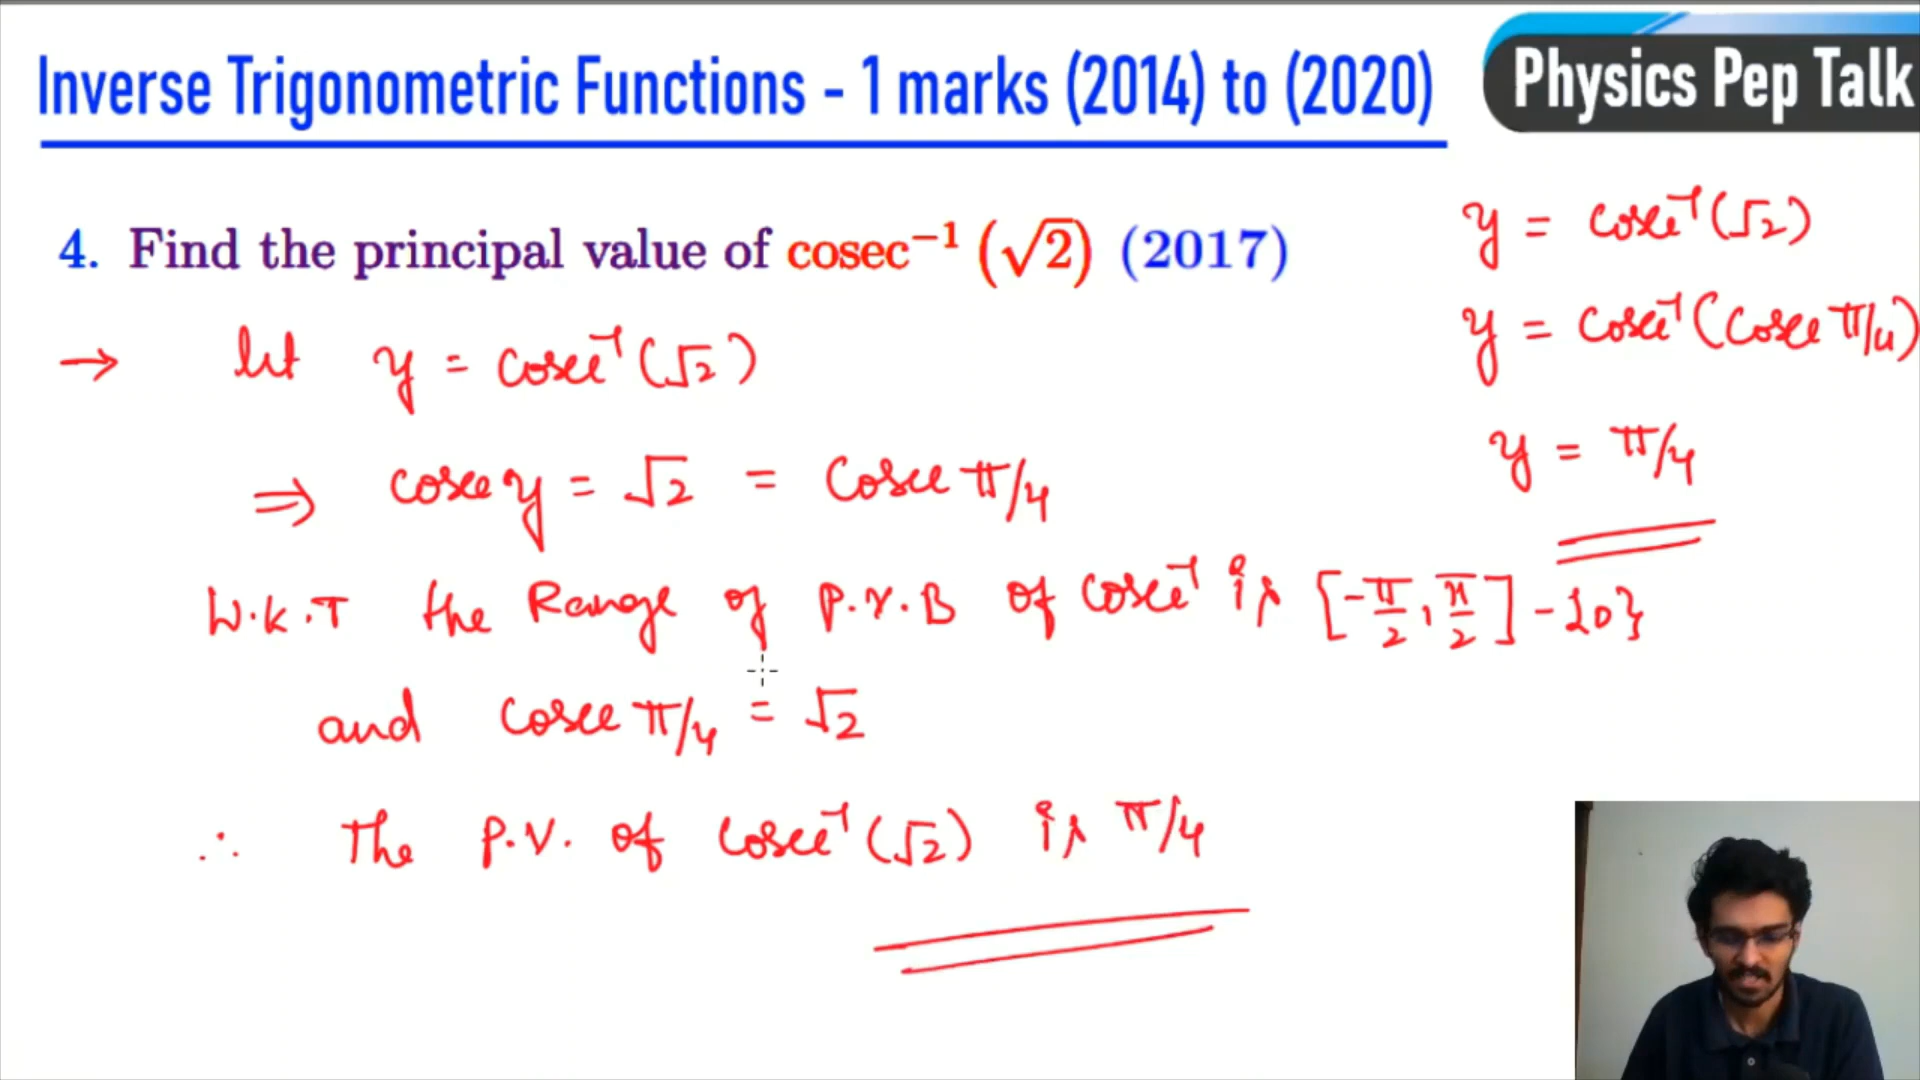 Inverse Trigonometric Functions - 1 marks (2014) to (2020)
Physics Pep Talk
4. Find the principal value of cosec⁻¹ (√2) (2017)
→ let y = cosec⁻¹(√2)
⇒ cosec y = √2 = cosec π/4
W.K.T the Range of P.V.B of cosec⁻¹ is [-π/2, π/2] - {0}
and cosec π/4 = √2
∴ The P.V. of cosec⁻¹(√2) is π/4
y = cosec⁻¹(√2)
y = cosec⁻¹(cosec π/4)
y = π/4